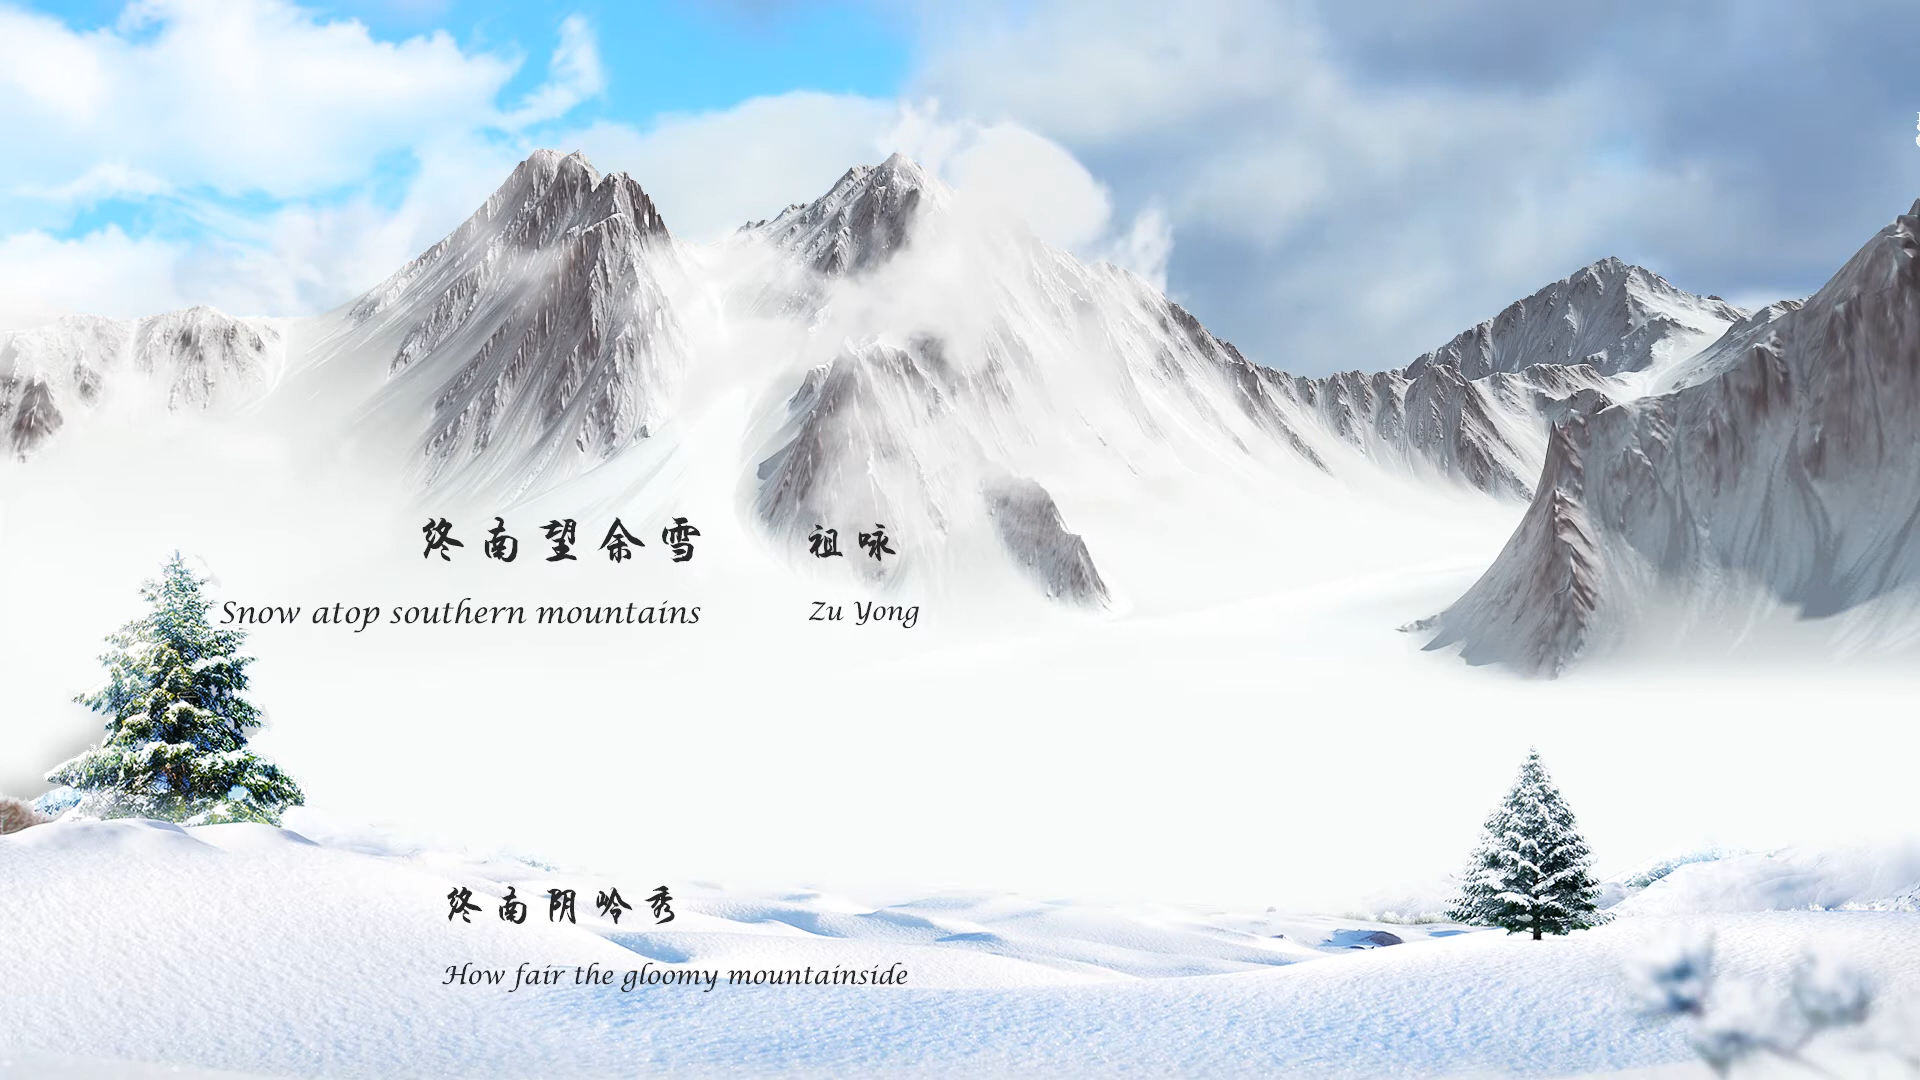 终南望余雪 祖咏
Snow atop southern mountains Zu Yong
终南阴岭秀
How fair the gloomy mountainside